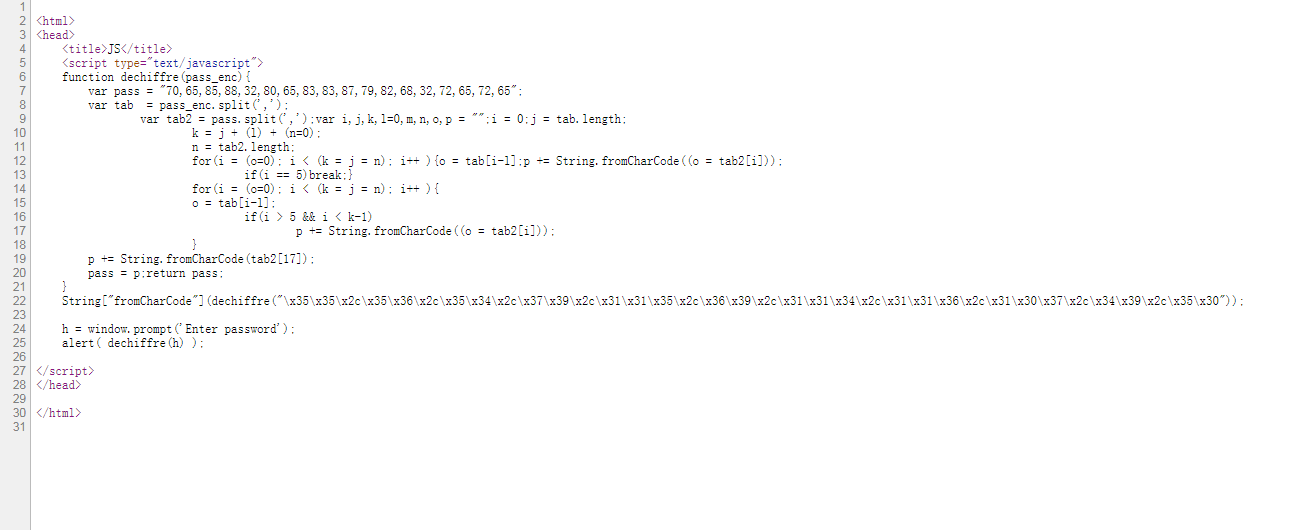 1
2 <html>
3 <head>
4 <title>JS</title>
5 <script type="text/javascript">
6 function dechiffre(pass_enc){
7 var pass = "70,65,85,88,32,80,65,83,83,87,79,82,68,32,72,65,72,65";
8 var tab  = pass_enc.split(',');
9 var tab2 = pass.split(',');var i,j,k,l=0,m,n,o,p = "";i = 0;j = tab.length;
10 k = j + (l) + (n=0);
11 n = tab2.length;
12 for(i = (o=0); i < (k = j = n); i++ ){o = tab[i-l];p += String.fromCharCode((o = tab2[i]));
13 if(i == 5)break;}
14 for(i = (o=0); i < (k = j = n); i++ ){
15 o = tab[i-l];
16 if(i > 5 && i < k-1)
17 p += String.fromCharCode((o = tab2[i]));
18 }
19 p += String.fromCharCode(tab2[17]);
20 pass = p;return pass;
21 }
22 String["fromCharCode"](dechiffre("\x35\x35\x2c\x35\x36\x2c\x35\x34\x2c\x37\x39\x2c\x31\x31\x35\x2c\x36\x39\x2c\x31\x31\x34\x2c\x31\x31\x36\x2c\x31\x30\x37\x2c\x34\x39\x2c\x35\x30"));
23
24 h = window.prompt('Enter password');
25 alert( dechiffre(h) );
26
27 </script>
28 </head>
29
30 </html>
31